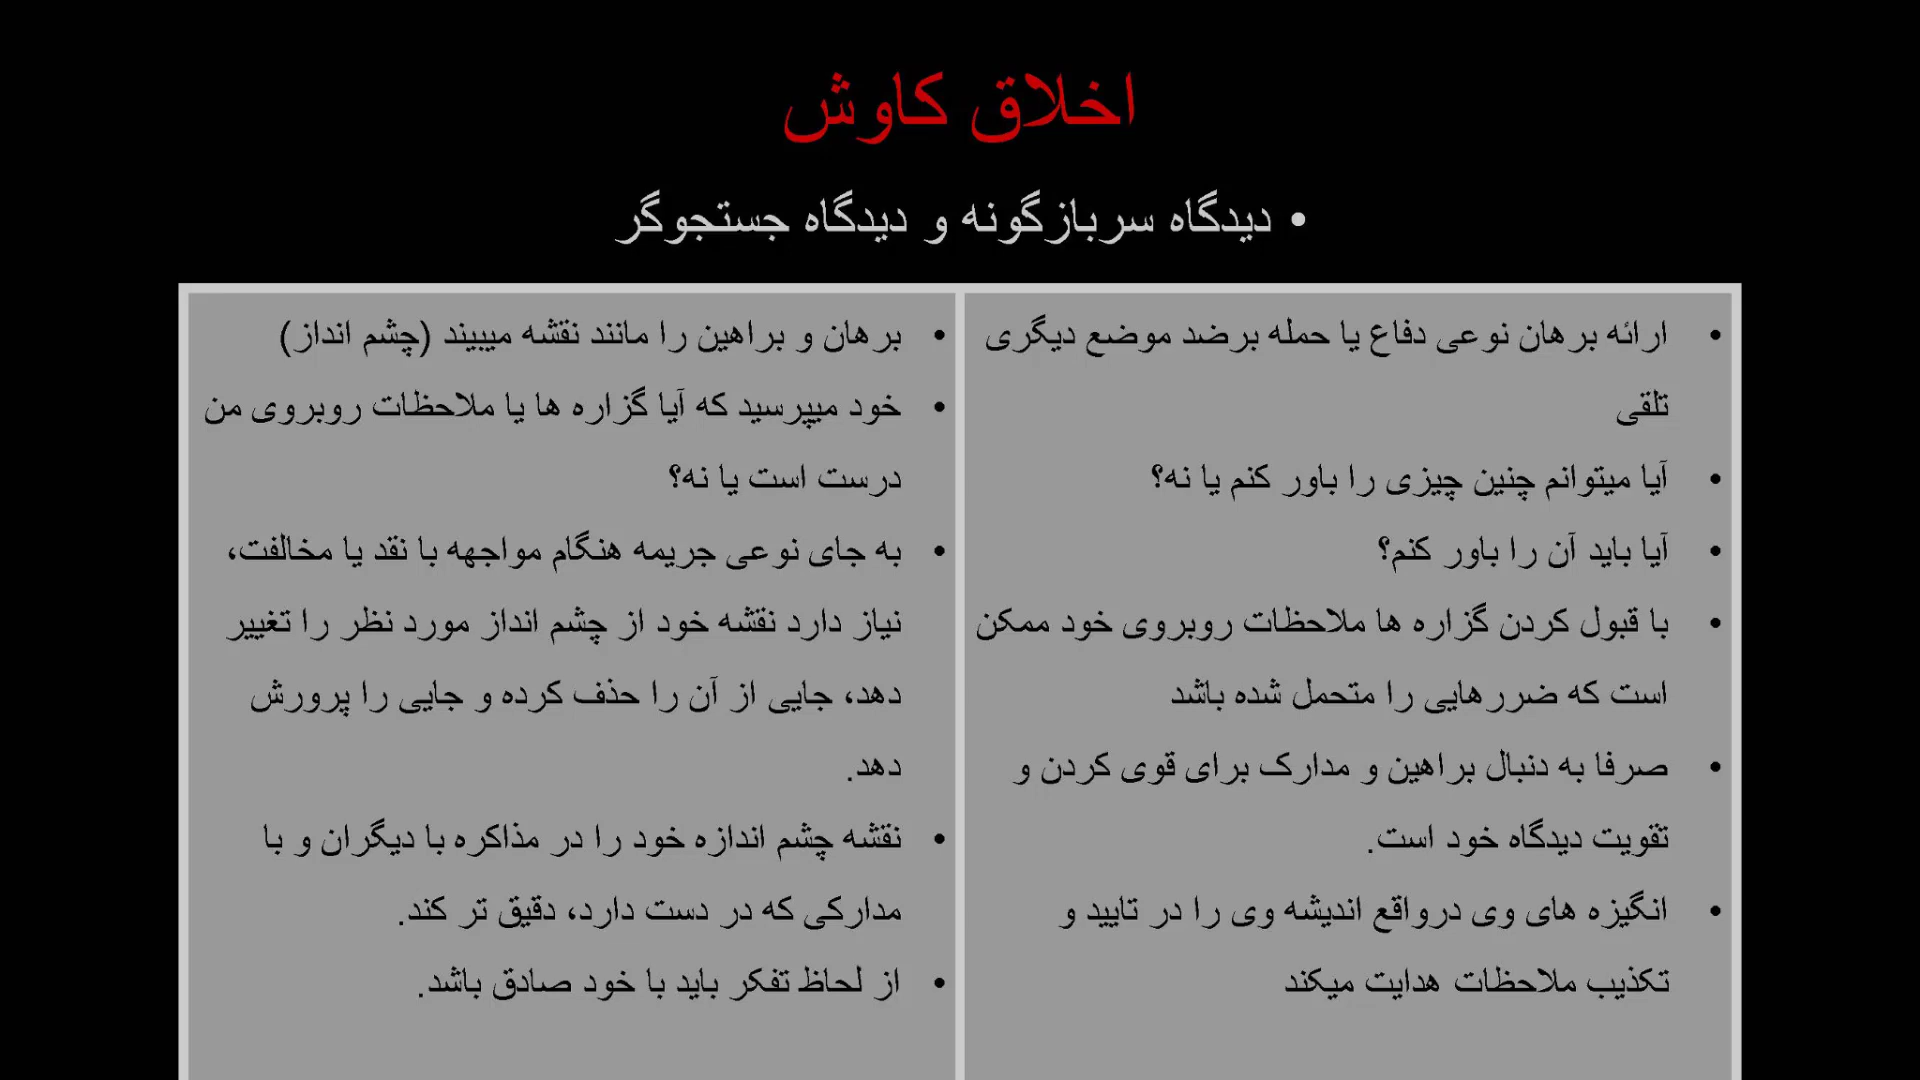 اخلاق کاوش
• دیدگاه سربازگونه و دیدگاه جستجوگر
• ارائه برهان نوعی دفاع یا حمله برضد موضع دیگری
تلقی
• آیا میتوانم چنین چیزی را باور کنم یا نه؟
• آیا باید آن را باور کنم؟
• با قبول کردن گزاره ها ملاحظات روبروی خود ممکن
است که ضررهایی را متحمل شده باشد
• صرفا به دنبال براهین و مدارک برای قوی کردن و
تقویت دیدگاه خود است.
• انگیزه های وی درواقع اندیشه وی را در تایید و
تکذیب ملاحظات هدایت میکند
• برهان و براهین را مانند نقشه میبیند (چشم انداز)
• خود میپرسید که آیا گزاره ها یا ملاحظات روبروی من
درست است یا نه؟
• به جای نوعی جریمه هنگام مواجهه با نقد یا مخالفت،
نیاز دارد نقشه خود از چشم انداز مورد نظر را تغییر
دهد، جایی از آن را حذف کرده و جایی را پرورش
دهد.
• نقشه چشم اندازه خود را در مذاکره با دیگران و با
مدارکی که در دست دارد، دقیق تر کند.
• از لحاظ تفکر باید با خود صادق باشد.